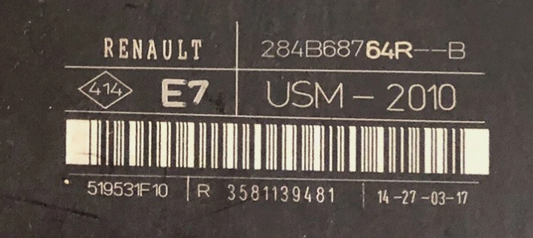 RENAULT 284B68764R--B
414 E7 USM - 2010
519531F10 R 3581139481 14-27-03-17